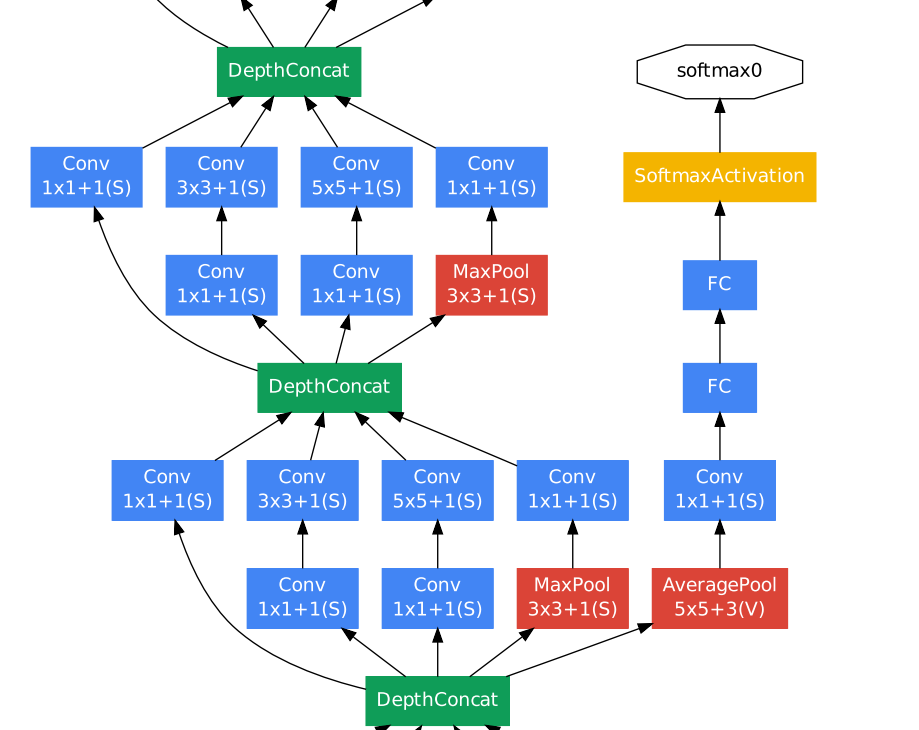 DepthConcat
softmax0
Conv
1x1+1(S)
Conv
3x3+1(S)
Conv
5x5+1(S)
Conv
1x1+1(S)
SoftmaxActivation
Conv
1x1+1(S)
Conv
1x1+1(S)
MaxPool
3x3+1(S)
FC
DepthConcat
FC
Conv
1x1+1(S)
Conv
3x3+1(S)
Conv
5x5+1(S)
Conv
1x1+1(S)
Conv
1x1+1(S)
Conv
1x1+1(S)
Conv
1x1+1(S)
MaxPool
3x3+1(S)
AveragePool
5x5+3(V)
DepthConcat